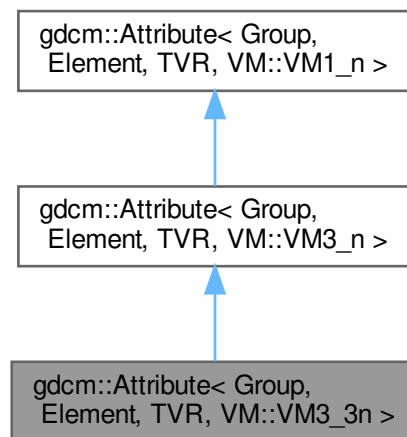 gdcm::Attribute< Group,
Element, TVR, VM::VM1_n >
gdcm::Attribute< Group,
Element, TVR, VM::VM3_n >
gdcm::Attribute< Group,
Element, TVR, VM::VM3_3n >